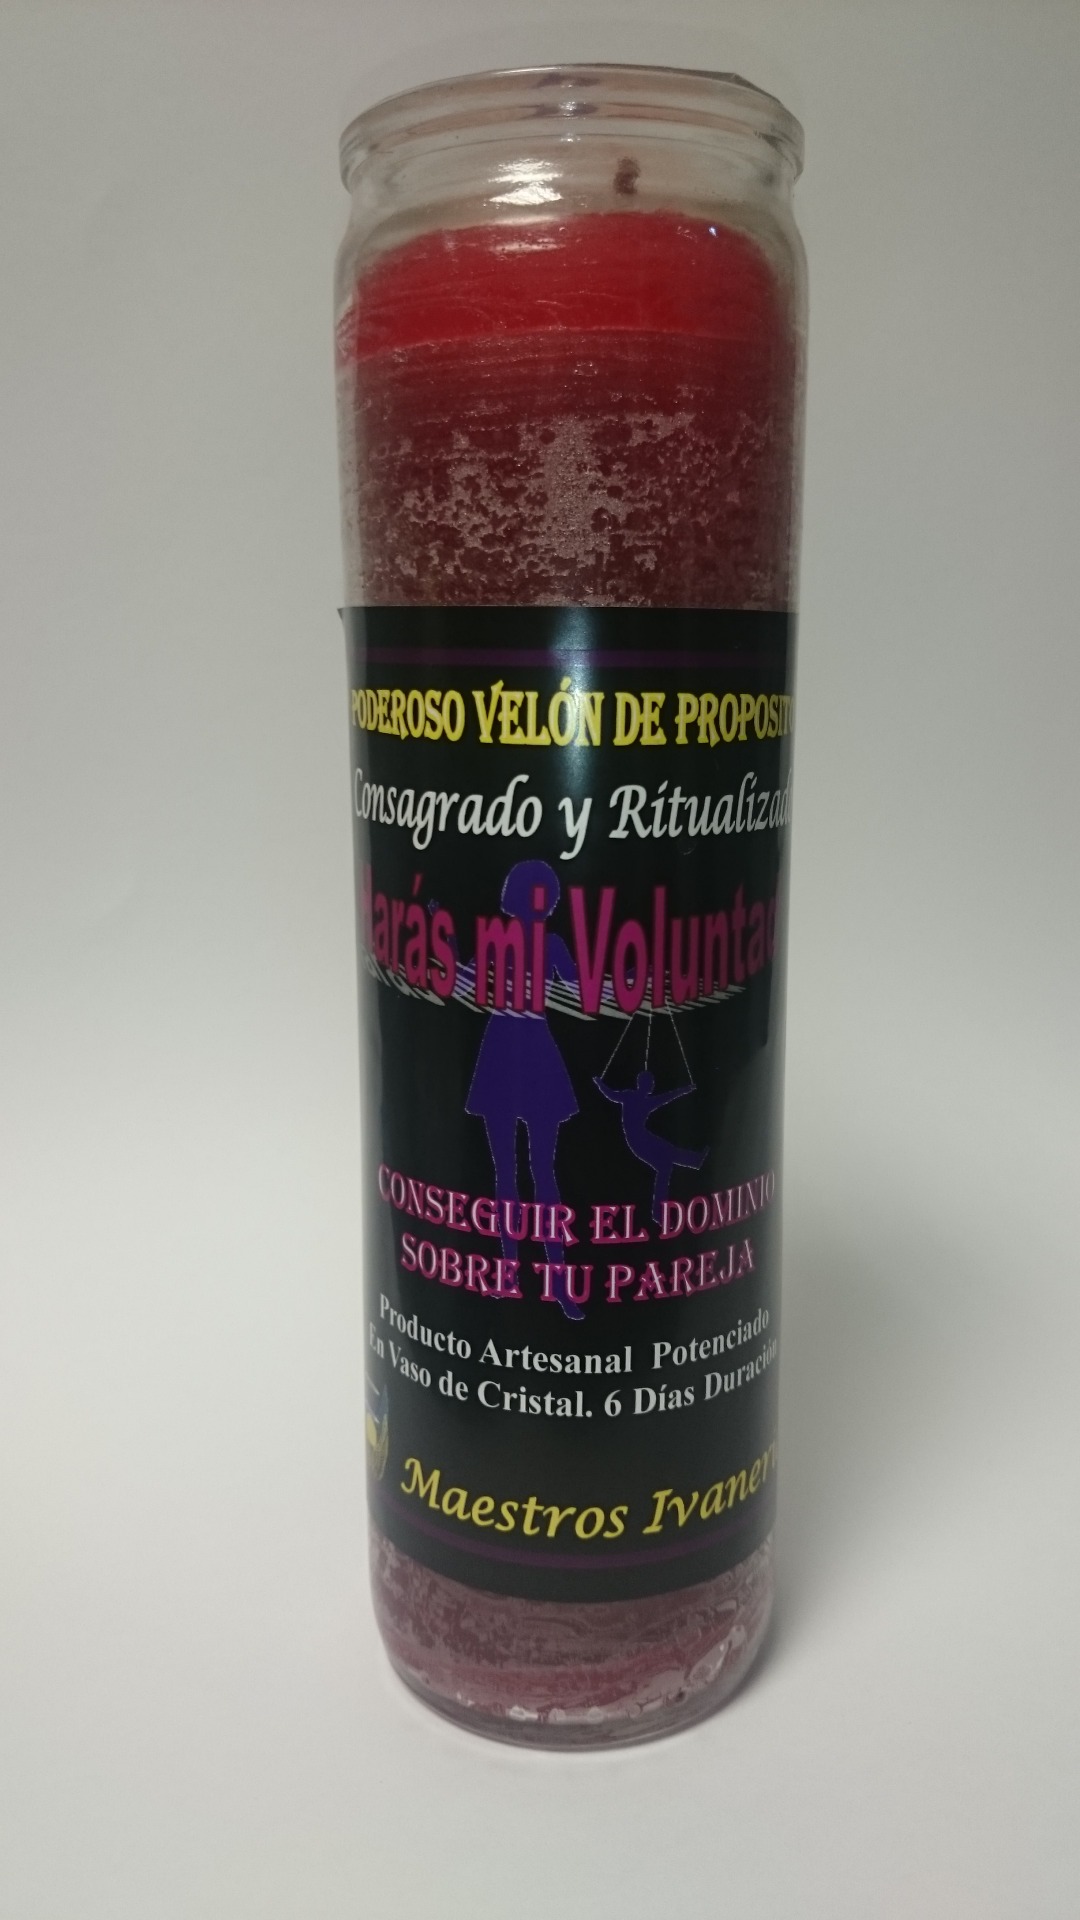 PODEROSO VELÓN DE PROPOSITO
Consagrado y Ritualizado
Harás mi Voluntad
CONSEGUIR EL DOMINIO
SOBRE TU PAREJA
Producto Artesanal Potenciado
En Vaso de Cristal. 6 Días Duración
Maestros